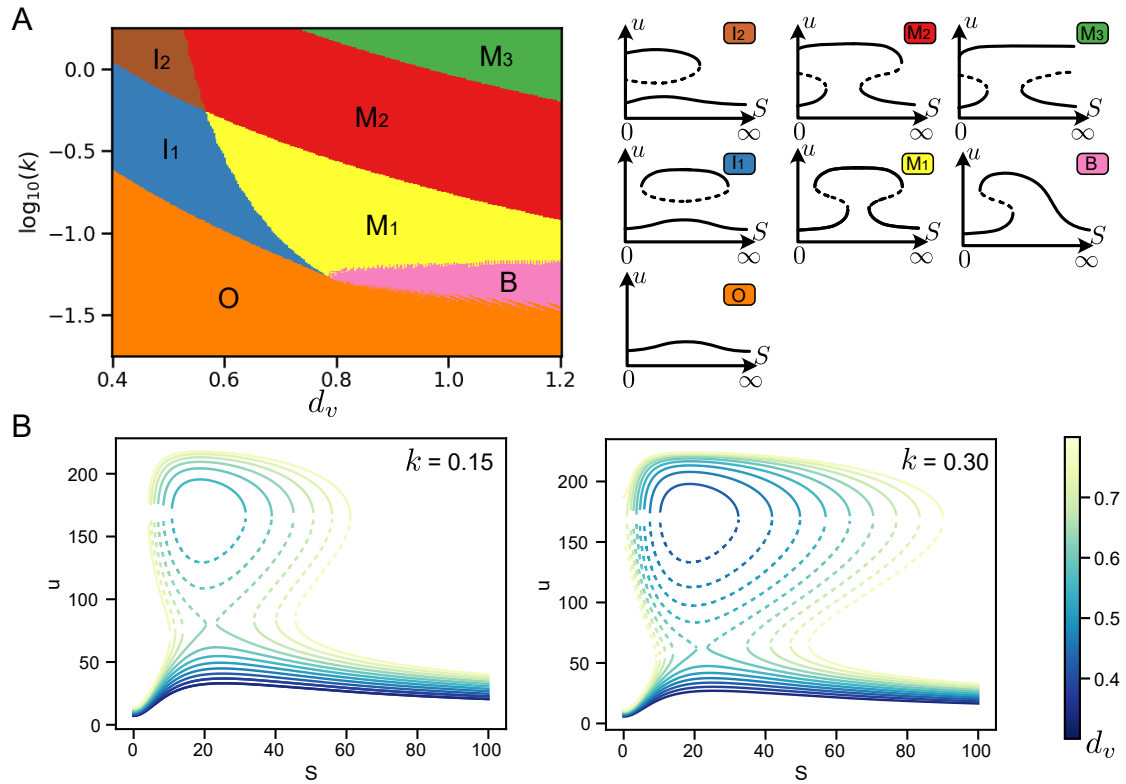 A
log₁₀(k)
0.0
−0.5
−1.0
−1.5
I₂
I₁
O
M₁
M₂
M₃
B
0.4 0.6 0.8 1.0 1.2
dᵥ
u I₂ S 0 ∞
u M₂ S 0 ∞
u M₃ S 0 ∞
u I₁ S 0 ∞
u M₁ S 0 ∞
u B S 0 ∞
u O S 0 ∞
B
k = 0.15
u
200
150
100
50
0
0 20 40 60 80 100
S
k = 0.30
u
200
150
100
50
0
0 20 40 60 80 100
S
0.7
0.6
0.5
0.4
dᵥ